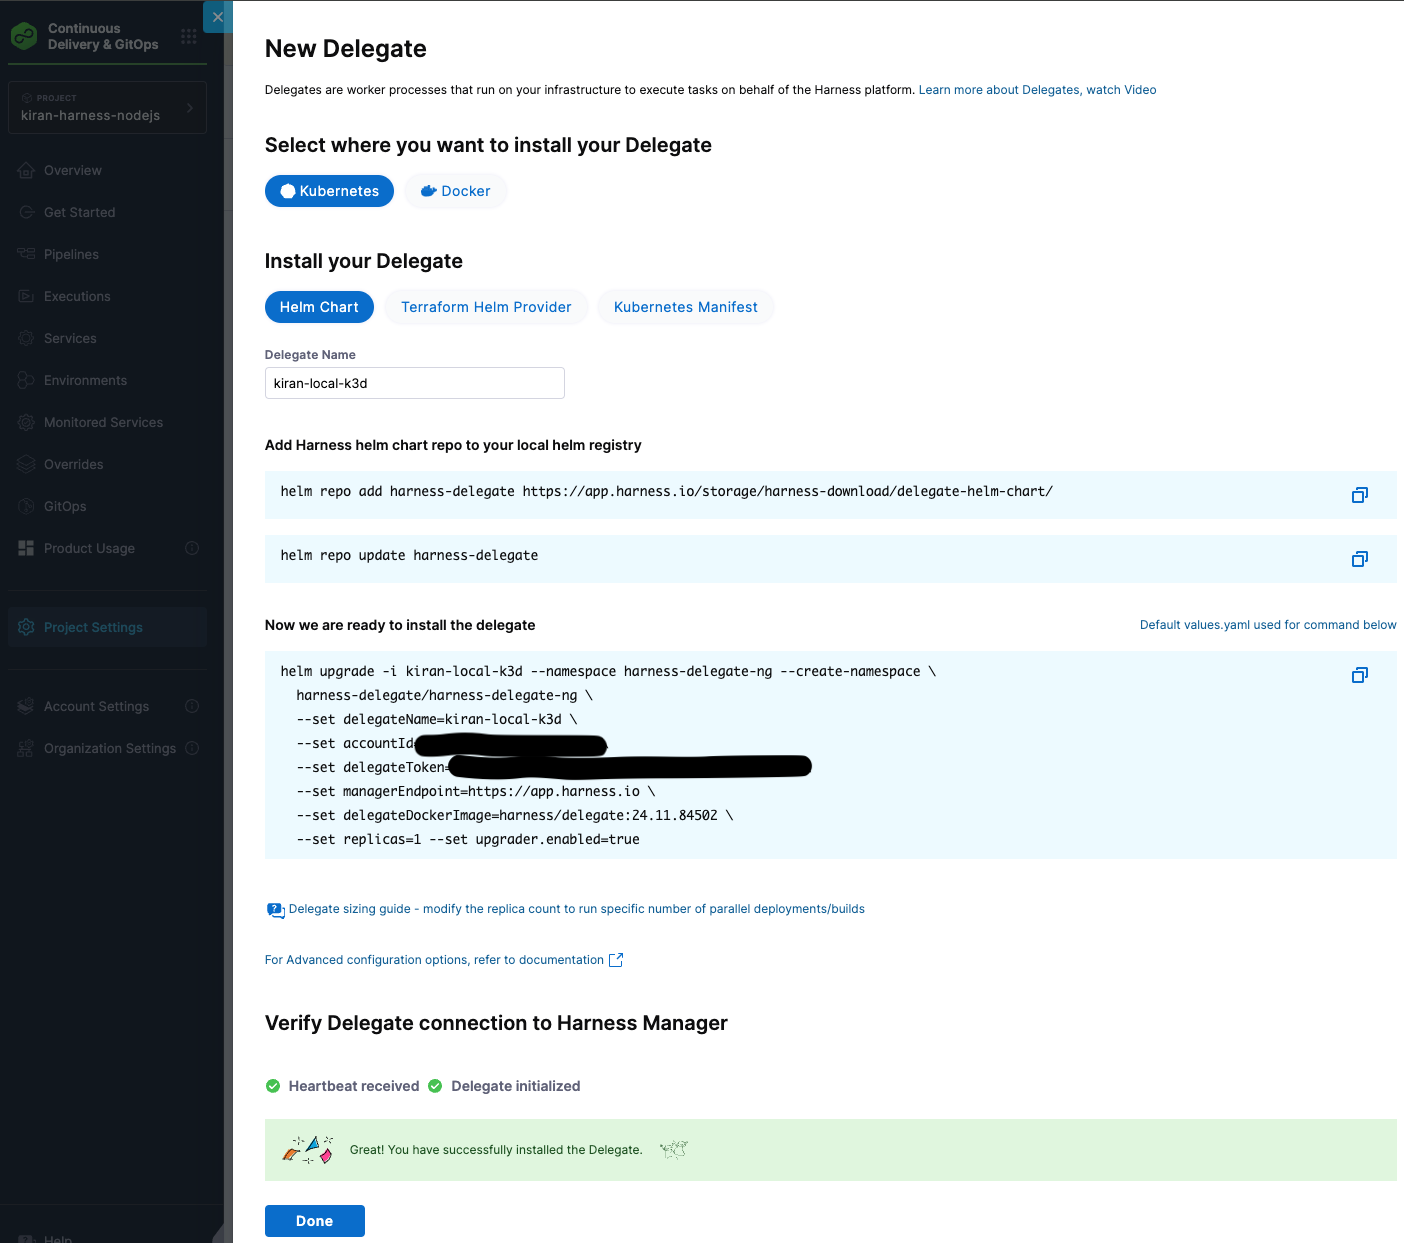 Continuous
Delivery & GitOps
PROJECT
kiran-harness-nodejs
Overview
Get Started
Pipelines
Executions
Services
Environments
Monitored Services
Overrides
GitOps
Product Usage
Project Settings
Account Settings
Organization Settings
Help
New Delegate
Delegates are worker processes that run on your infrastructure to execute tasks on behalf of the Harness platform. Learn more about Delegates, watch Video
Select where you want to install your Delegate
Kubernetes Docker
Install your Delegate
Helm Chart Terraform Helm Provider Kubernetes Manifest
Delegate Name
kiran-local-k3d
Add Harness helm chart repo to your local helm registry
helm repo add harness-delegate https://app.harness.io/storage/harness-download/delegate-helm-chart/
helm repo update harness-delegate
Now we are ready to install the delegate
Default values.yaml used for command below
helm upgrade -i kiran-local-k3d --namespace harness-delegate-ng --create-namespace \
harness-delegate/harness-delegate-ng \
--set delegateName=kiran-local-k3d \
--set accountId
--set delegateToken=
--set managerEndpoint=https://app.harness.io \
--set delegateDockerImage=harness/delegate:24.11.84502 \
--set replicas=1 --set upgrader.enabled=true
Delegate sizing guide - modify the replica count to run specific number of parallel deployments/builds
For Advanced configuration options, refer to documentation
Verify Delegate connection to Harness Manager
Heartbeat received Delegate initialized
Great! You have successfully installed the Delegate.
Done